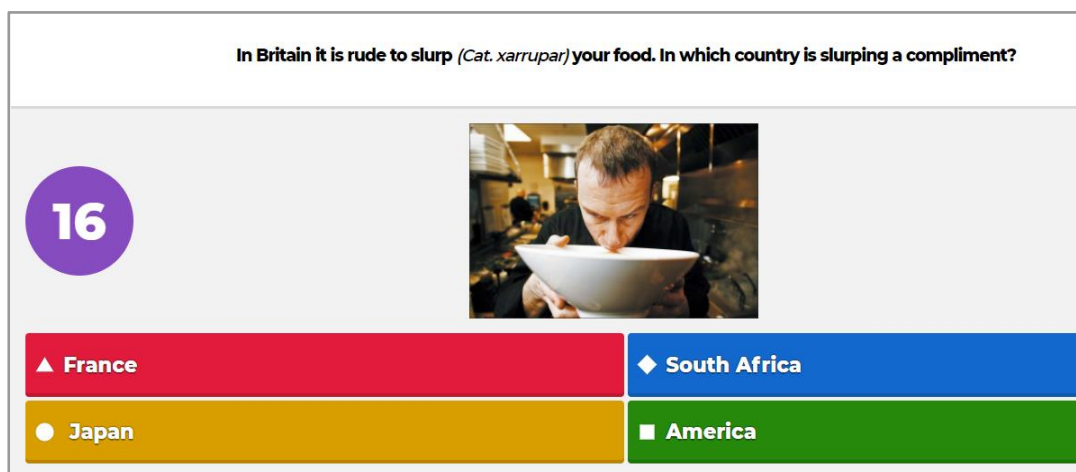 In Britain it is rude to slurp (Cat. xarrupar) your food. In which country is slurping a compliment?
16
France
South Africa
Japan
America